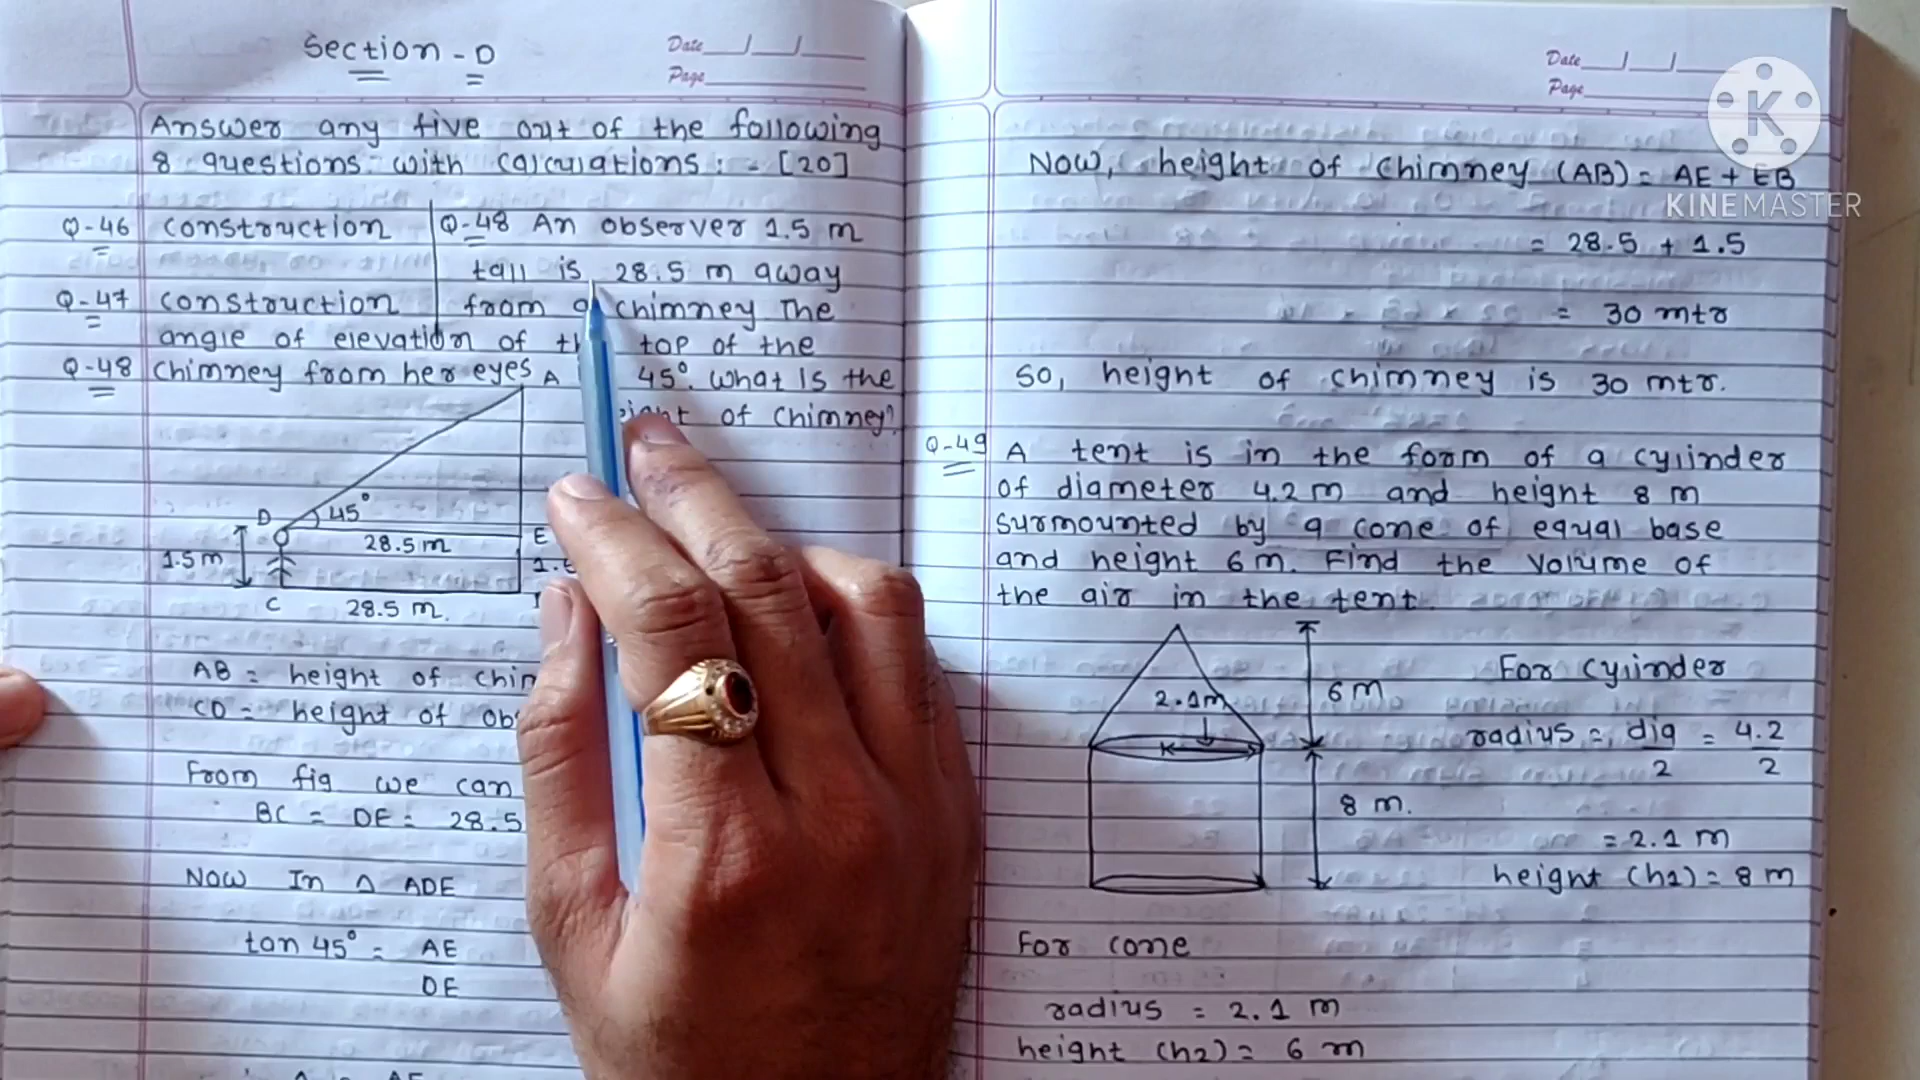 Section - D
Date
Page
Answer any five out of the following
8 questions with calculations : - [20]
Q-46 construction
Q-48 An observer 1.5 m
tall is 28.5 m away
Q-47 construction
from a chimney The
angle of elevation of the top of the
Q-48 chimney from her eyes 45°. What Is the
height of chimney?
A
D 45°
28.5 m E
1.5 m
C 28.5 m.
AB = height of
CD = height of
From fig we can
BC = DE = 28.5
Now In Δ ADE
tan 45° = AE
DE
Date
Page
K
KINEMASTER
Now, height of chimney (AB) = AE + EB
= 28.5 + 1.5
= 30 mtr
So, height of chimney is 30 mtr.
Q-49 A tent is in the form of a cylinder
of diameter 4.2 m and height 8 m
surmounted by a cone of equal base
and height 6 m. Find the volume of
the air in the tent.
2.1m
6 m
8 m.
For cylinder
radius = dia = 4.2
2 2
= 2.1 m
height (h1) = 8 m
For cone
radius = 2.1 m
height (h2) = 6 m